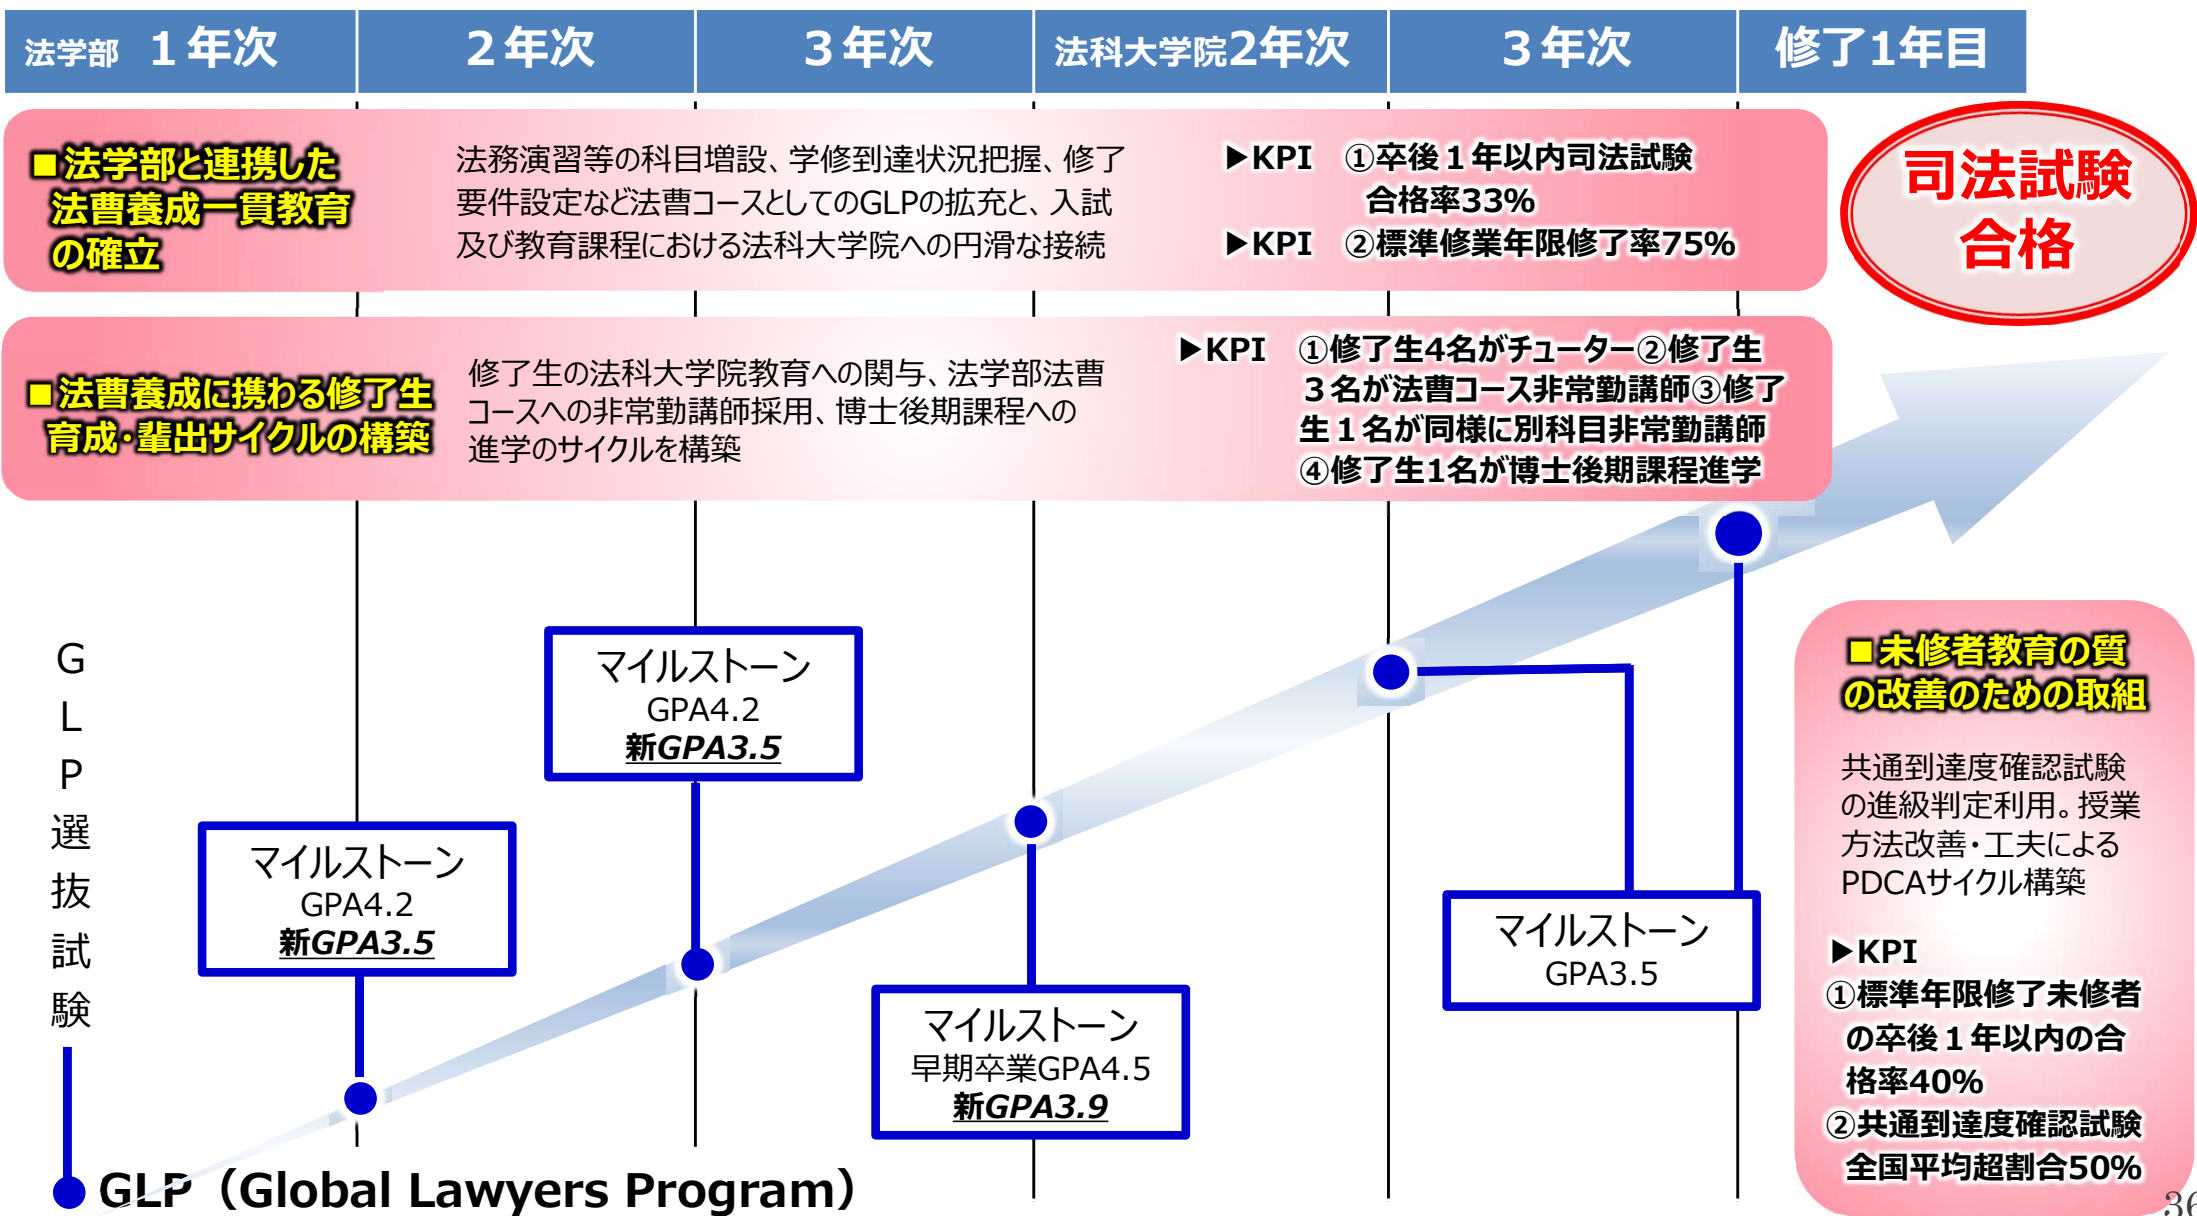 法学部 1年次
2年次
3年次
法科大学院2年次
3年次
修了1年目
■法学部と連携した
法曹養成一貫教育
の確立
法務演習等の科目増設、学修到達状況把握、修了
要件設定など法曹コースとしてのGLPの拡充と、入試
及び教育課程における法科大学院への円滑な接続
▶KPI ①卒後1年以内司法試験
合格率33%
▶KPI ②標準修業年限修了率75%
司法試験
合格
■法曹養成に携わる修了生
育成・輩出サイクルの構築
修了生の法科大学院教育への関与、法学部法曹
コースへの非常勤講師採用、博士後期課程への
進学のサイクルを構築
▶KPI ①修了生4名がチューター②修了生
3名が法曹コース非常勤講師③修了
生1名が同様に別科目非常勤講師
④修了生1名が博士後期課程進学
GLP選抜試験
マイルストーン
GPA4.2
新GPA3.5
マイルストーン
GPA4.2
新GPA3.5
マイルストーン
早期卒業GPA4.5
新GPA3.9
マイルストーン
GPA3.5
■未修者教育の質
の改善のための取組
共通到達度確認試験
の進級判定利用。授業
方法改善・工夫による
PDCAサイクル構築
▶KPI
①標準年限修了未修者
の卒後1年以内の合
格率40%
②共通到達度確認試験
全国平均超割合50%
GLP(Global Lawyers Program)
36